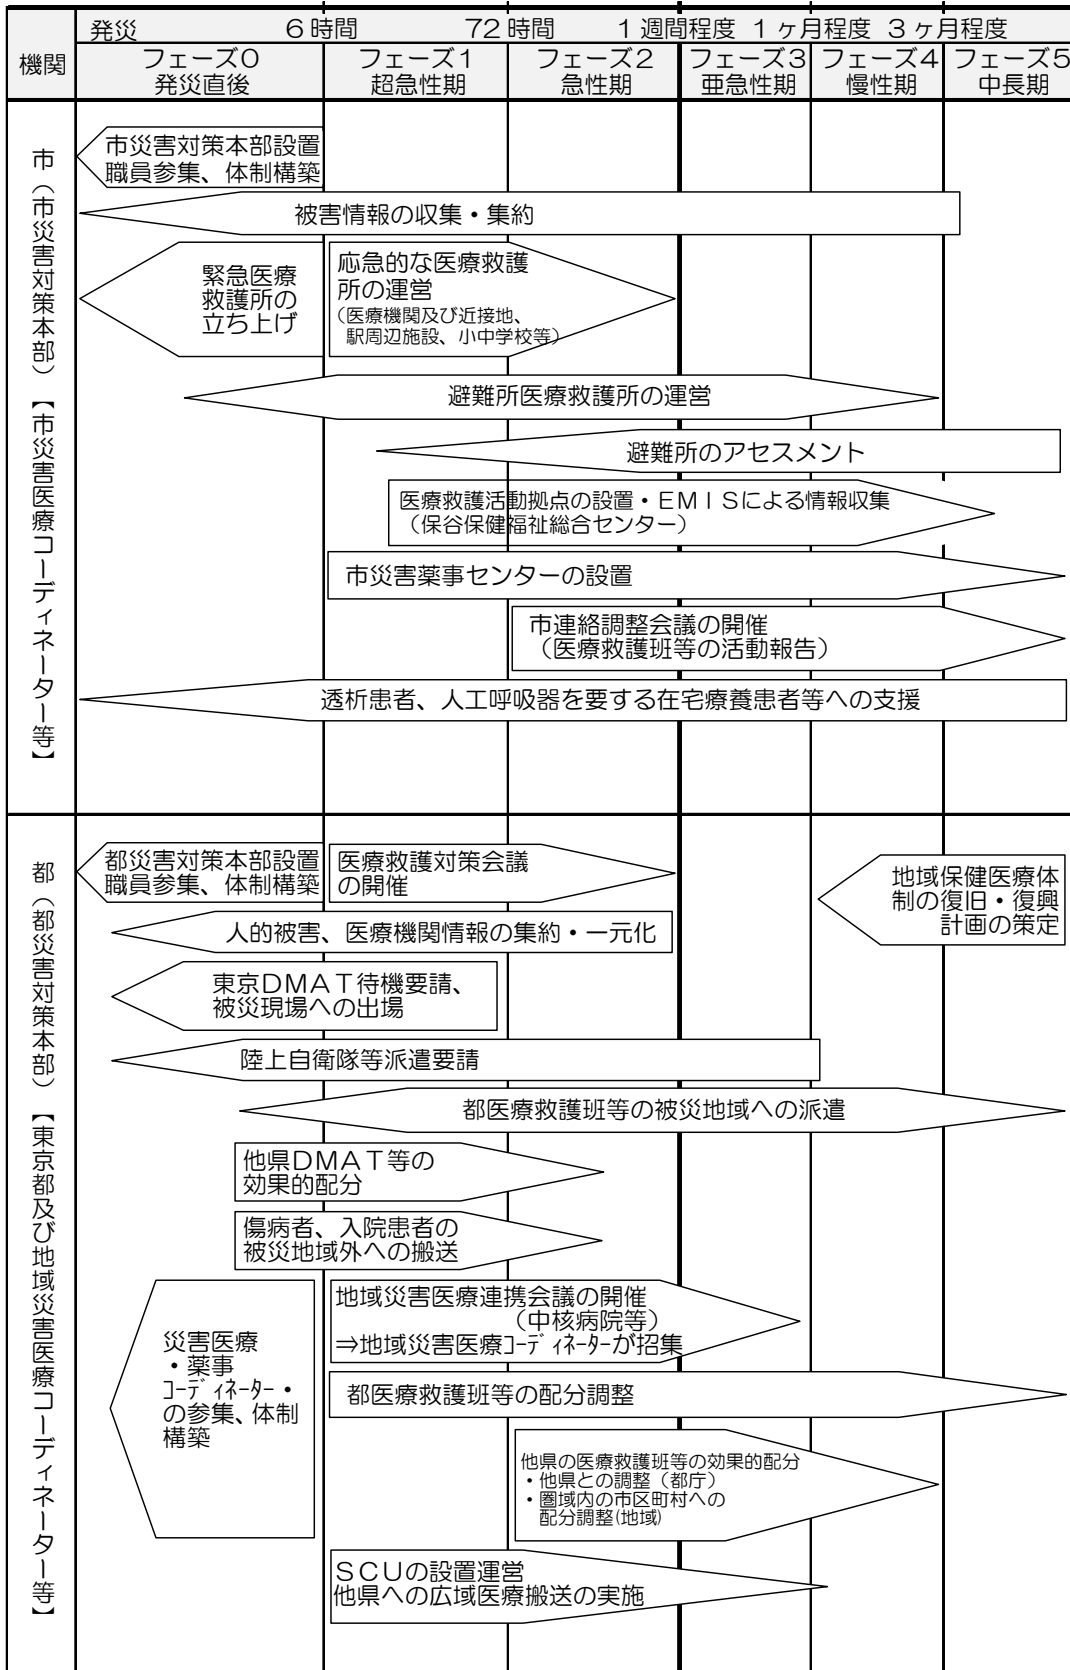 発災 6時間 72時間 1週間程度 1ヶ月程度 3ヶ月程度
機関
フェーズ0
発災直後
フェーズ1
超急性期
フェーズ2
急性期
フェーズ3
亜急性期
フェーズ4
慢性期
フェーズ5
中長期
市（市災害対策本部）【市災害医療コーディネーター等】
市災害対策本部設置
職員参集、体制構築
被害情報の収集・集約
緊急医療
救護所の
立ち上げ
応急的な医療救護
所の運営
（医療機関及び近接地、
駅周辺施設、小中学校等）
避難所医療救護所の運営
避難所のアセスメント
医療救護活動拠点の設置・EMISによる情報収集
（保谷保健福祉総合センター）
市災害薬事センターの設置
市連絡調整会議の開催
（医療救護班等の活動報告）
透析患者、人工呼吸器を要する在宅療養患者等への支援
都（都災害対策本部）【東京都及び地域災害医療コーディネーター等】
都災害対策本部設置
職員参集、体制構築
医療救護対策会議
の開催
地域保健医療体
制の復旧・復興
計画の策定
人的被害、医療機関情報の集約・一元化
東京DMAT待機要請、
被災現場への出場
陸上自衛隊等派遣要請
都医療救護班等の被災地域への派遣
他県DMAT等の
効果的配分
傷病者、入院患者の
被災地域外への搬送
災害医療
・薬事
ｺｰﾃﾞｨﾈｰﾀｰ・
の参集、体制
構築
地域災害医療連携会議の開催
（中核病院等）
⇒地域災害医療ｺｰﾃﾞｨﾈｰﾀｰが招集
都医療救護班等の配分調整
他県の医療救護班等の効果的配分
・他県との調整（都庁）
・圏域内の市区町村への
配分調整(地域)
SCUの設置運営
他県への広域医療搬送の実施